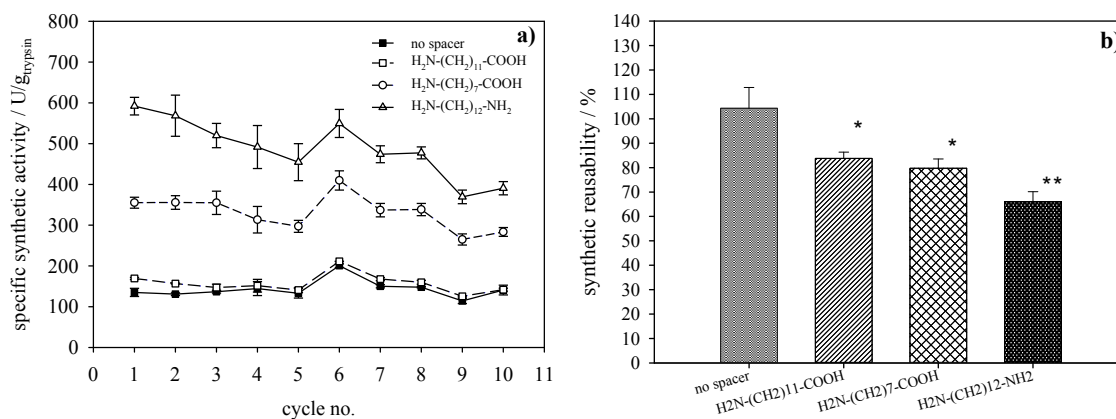 a)
no spacer
H₂N-(CH₂)₁₁-COOH
H₂N-(CH₂)₇-COOH
H₂N-(CH₂)₁₂-NH₂
specific synthetic activity / U/g_trypsin
800
700
600
500
400
300
200
100
0
0 1 2 3 4 5 6 7 8 9 10 11
cycle no.
b)
synthetic reusability / %
140
130
120
110
100
90
80
70
60
50
40
30
20
10
0
* * **
no spacer
H2N-(CH2)11-COOH
H2N-(CH2)7-COOH
H2N-(CH2)12-NH2